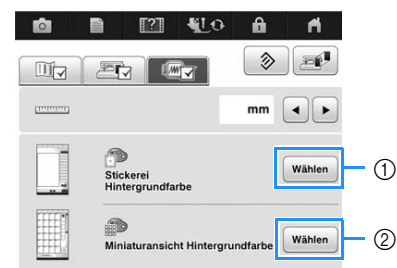 mm
Stickerei
Hintergrundfarbe
Wählen
①
Miniaturansicht Hintergrundfarbe
Wählen
②